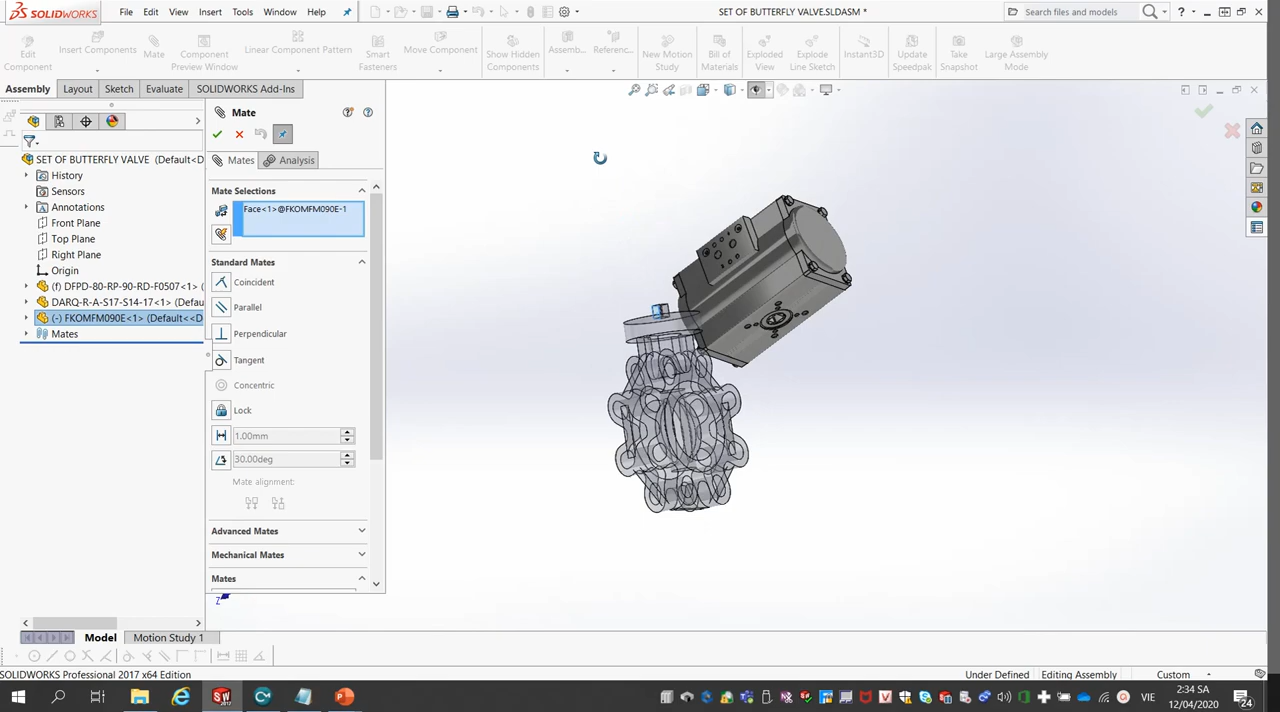 SOLIDWORKS
File Edit View Insert Tools Window Help
SET OF BUTTERFLY VALVE.SLDASM *
Search files and models
Edit Component
Insert Components
Mate
Component Preview Window
Linear Component Pattern
Smart Fasteners
Move Component
Show Hidden Components
Assemb...
Referenc...
New Motion Study
Bill of Materials
Exploded View
Explode Line Sketch
Instant3D
Update Speedpak
Take Snapshot
Large Assembly Mode
Assembly Layout Sketch Evaluate SOLIDWORKS Add-Ins
Mate
Mates Analysis
SET OF BUTTERFLY VALVE (Default<D
History
Sensors
Annotations
Front Plane
Top Plane
Right Plane
Origin
(f) DFPD-80-RP-90-RD-F0507<1> (
DARQ-R-A-S17-S14-17<1> (Defau
(-) FKOMFM090E<1> (Default<<D
Mates
Mate Selections
Face<1>@FKOMFM090E-1
Standard Mates
Coincident
Parallel
Perpendicular
Tangent
Concentric
Lock
1.00mm
30.00deg
Mate alignment:
Advanced Mates
Mechanical Mates
Mates
Z
Model Motion Study 1
SOLIDWORKS Professional 2017 x64 Edition
Under Defined Editing Assembly Custom
VIE
2:34 SA
12/04/2020
24